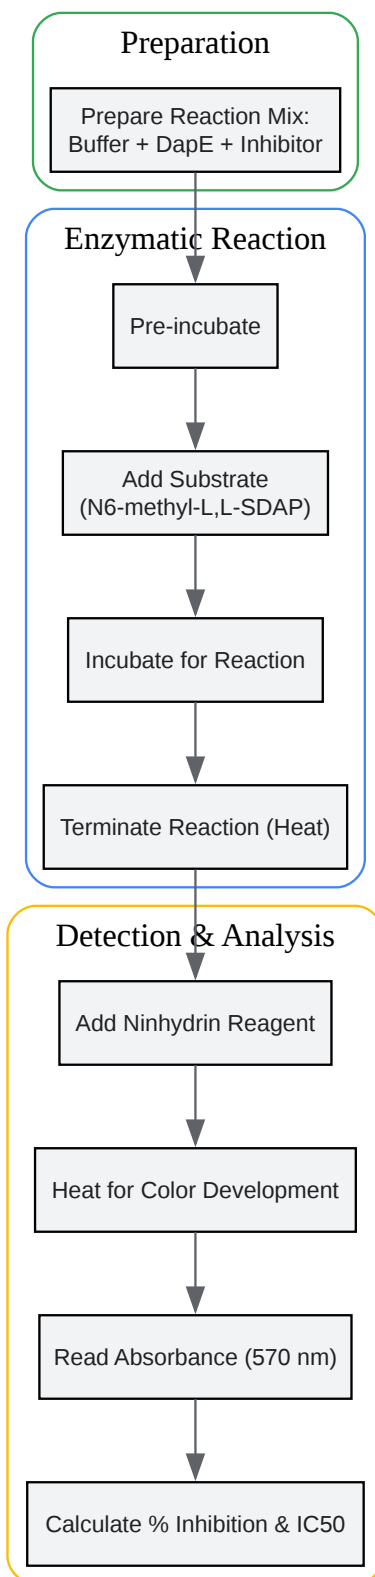 Preparation
Prepare Reaction Mix:
Buffer + DapE + Inhibitor
Enzymatic Reaction
Pre-incubate
Add Substrate
(N6-methyl-L,L-SDAP)
Incubate for Reaction
Terminate Reaction (Heat)
Detection & Analysis
Add Ninhydrin Reagent
Heat for Color Development
Read Absorbance (570 nm)
Calculate % Inhibition & IC50